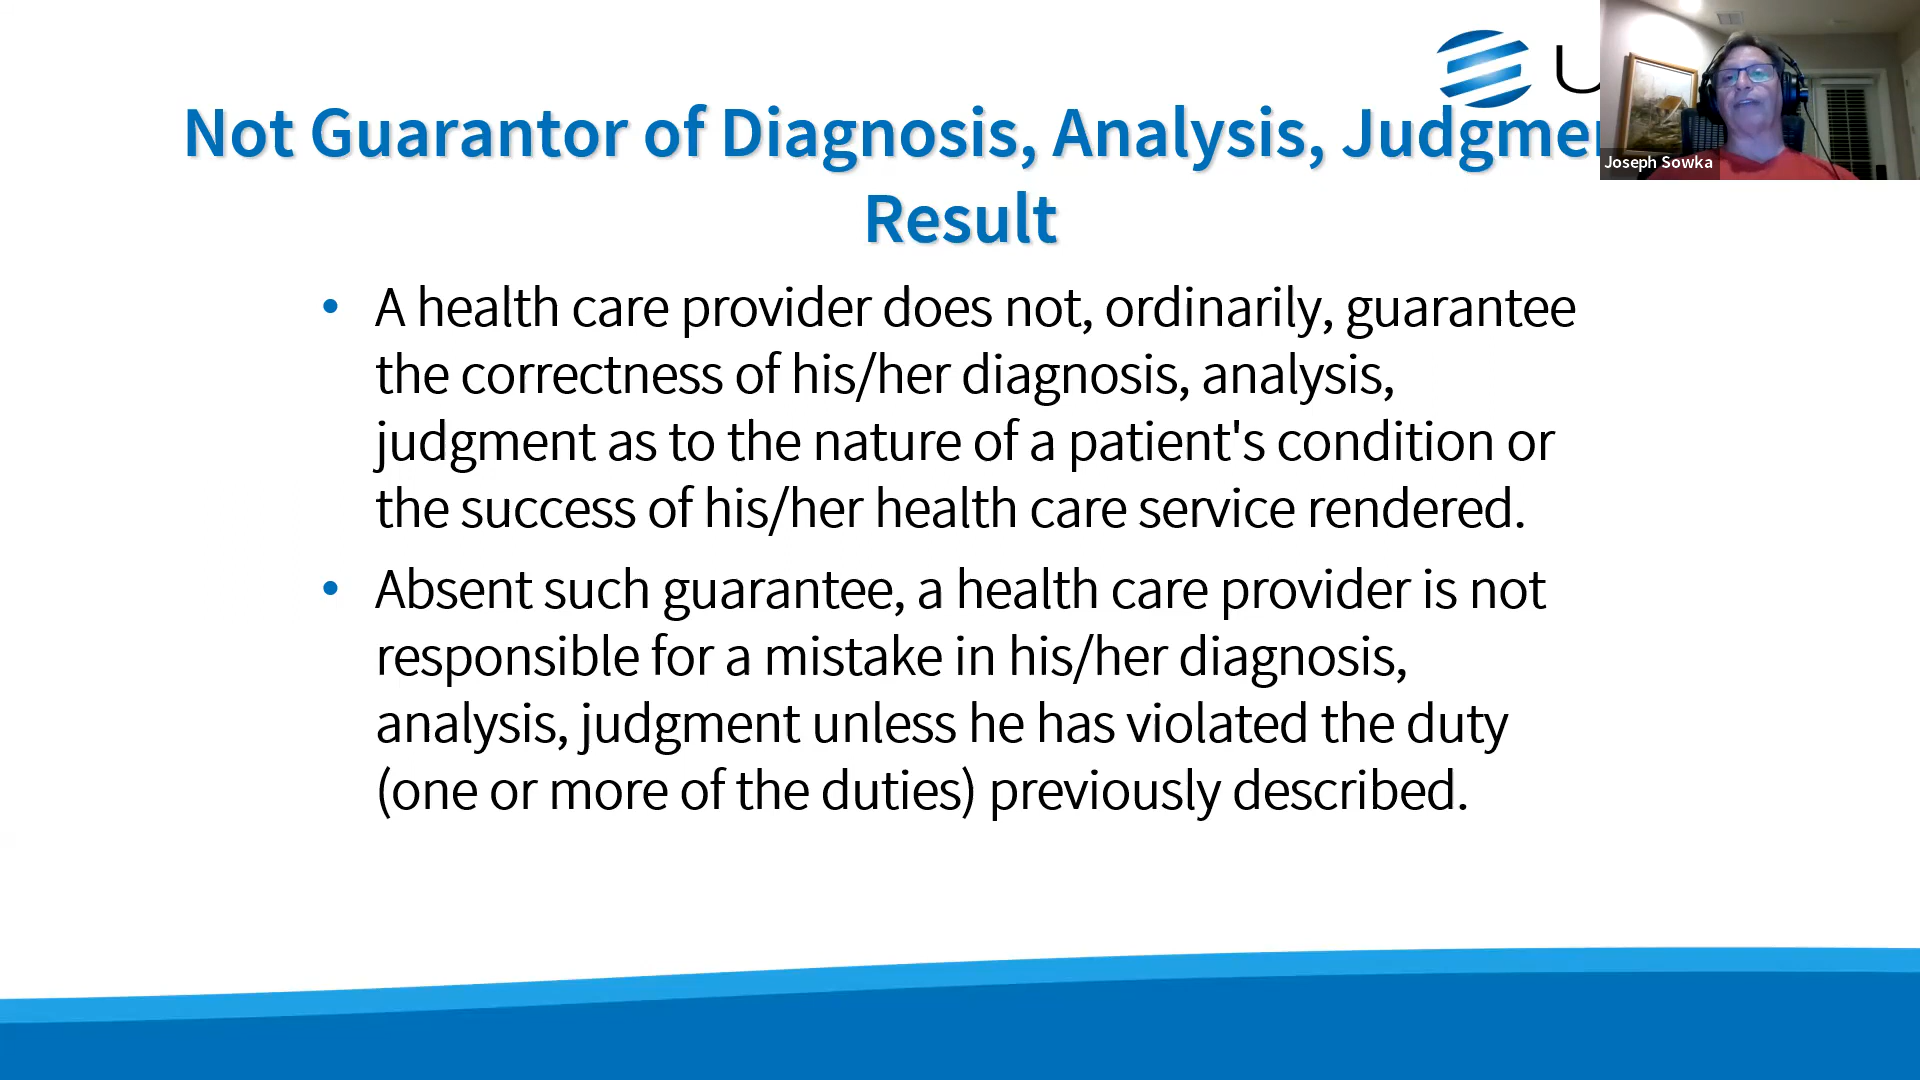 Not Guarantor of Diagnosis, Analysis,
Result
Joseph Sowka
A health care provider does not, ordinarily, guarantee
the correctness of his/her diagnosis, analysis,
judgment as to the nature of a patient's condition or
the success of his/her health care service rendered.
Absent such guarantee, a health care provider is not
responsible for a mistake in his/her diagnosis,
analysis, judgment unless he has violated the duty
(one or more of the duties) previously described.